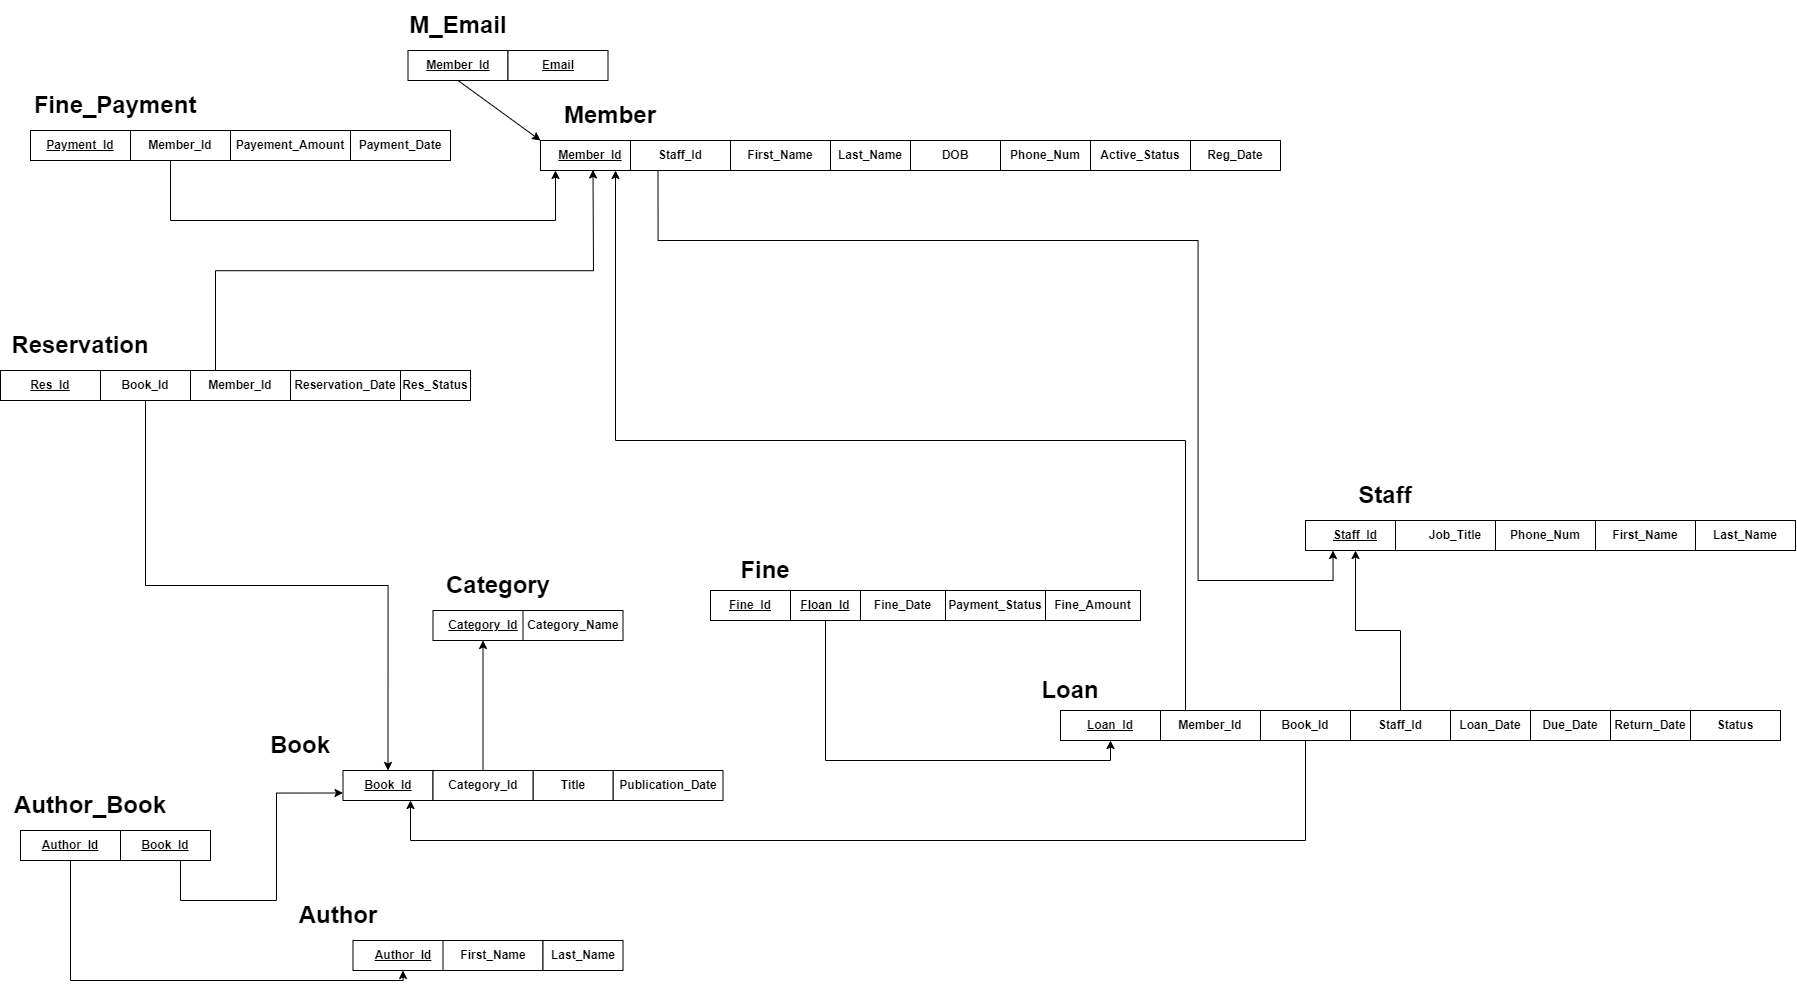 M_Email
Member_Id Email
Fine_Payment
Payment_Id Member_Id Payement_Amount Payment_Date
Member
Member_Id Staff_Id First_Name Last_Name DOB Phone_Num Active_Status Reg_Date
Reservation
Res_Id Book_Id Member_Id Reservation_Date Res_Status
Staff
Staff_Id Job_Title Phone_Num First_Name Last_Name
Category
Category_Id Category_Name
Fine
Fine_Id Floan_Id Fine_Date Payment_Status Fine_Amount
Loan
Loan_Id Member_Id Book_Id Staff_Id Loan_Date Due_Date Return_Date Status
Book
Book_Id Category_Id Title Publication_Date
Author_Book
Author_Id Book_Id
Author
Author_Id First_Name Last_Name